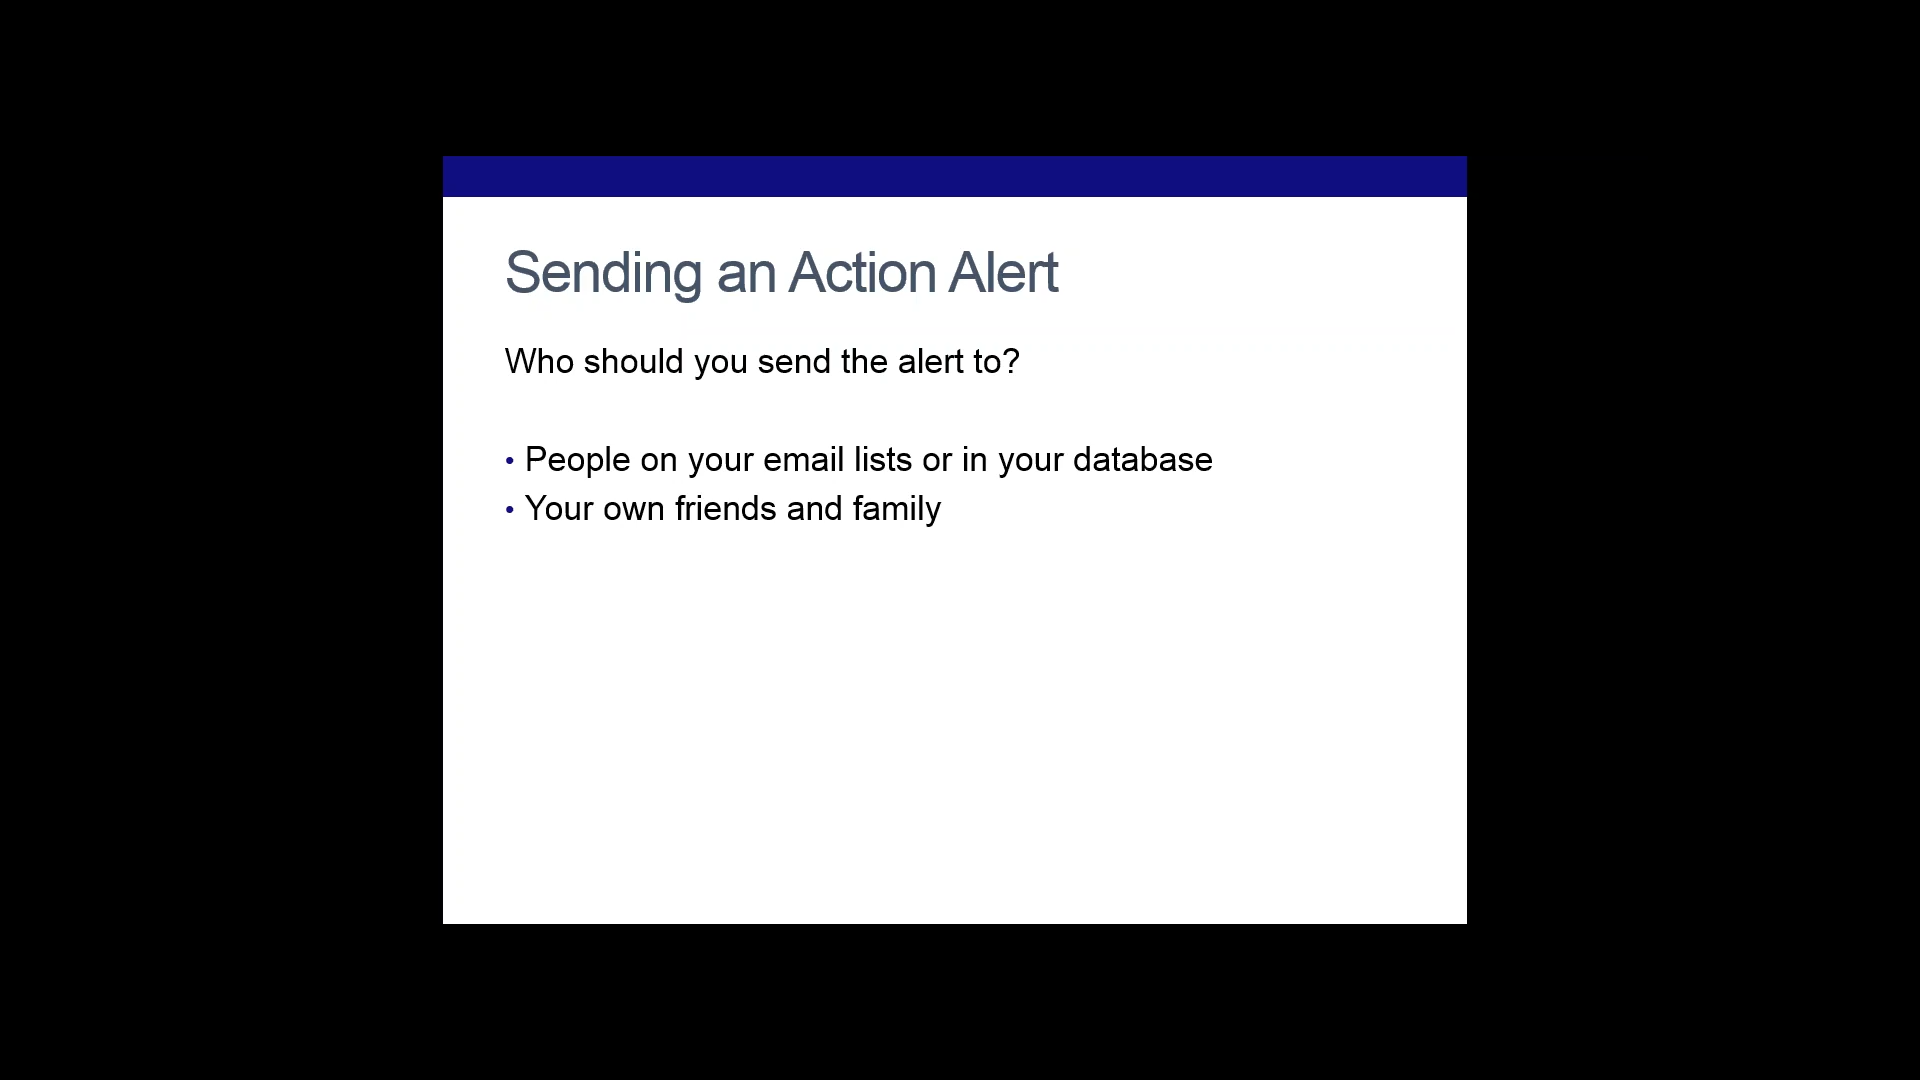 Sending an Action Alert
Who should you send the alert to?
• People on your email lists or in your database
• Your own friends and family